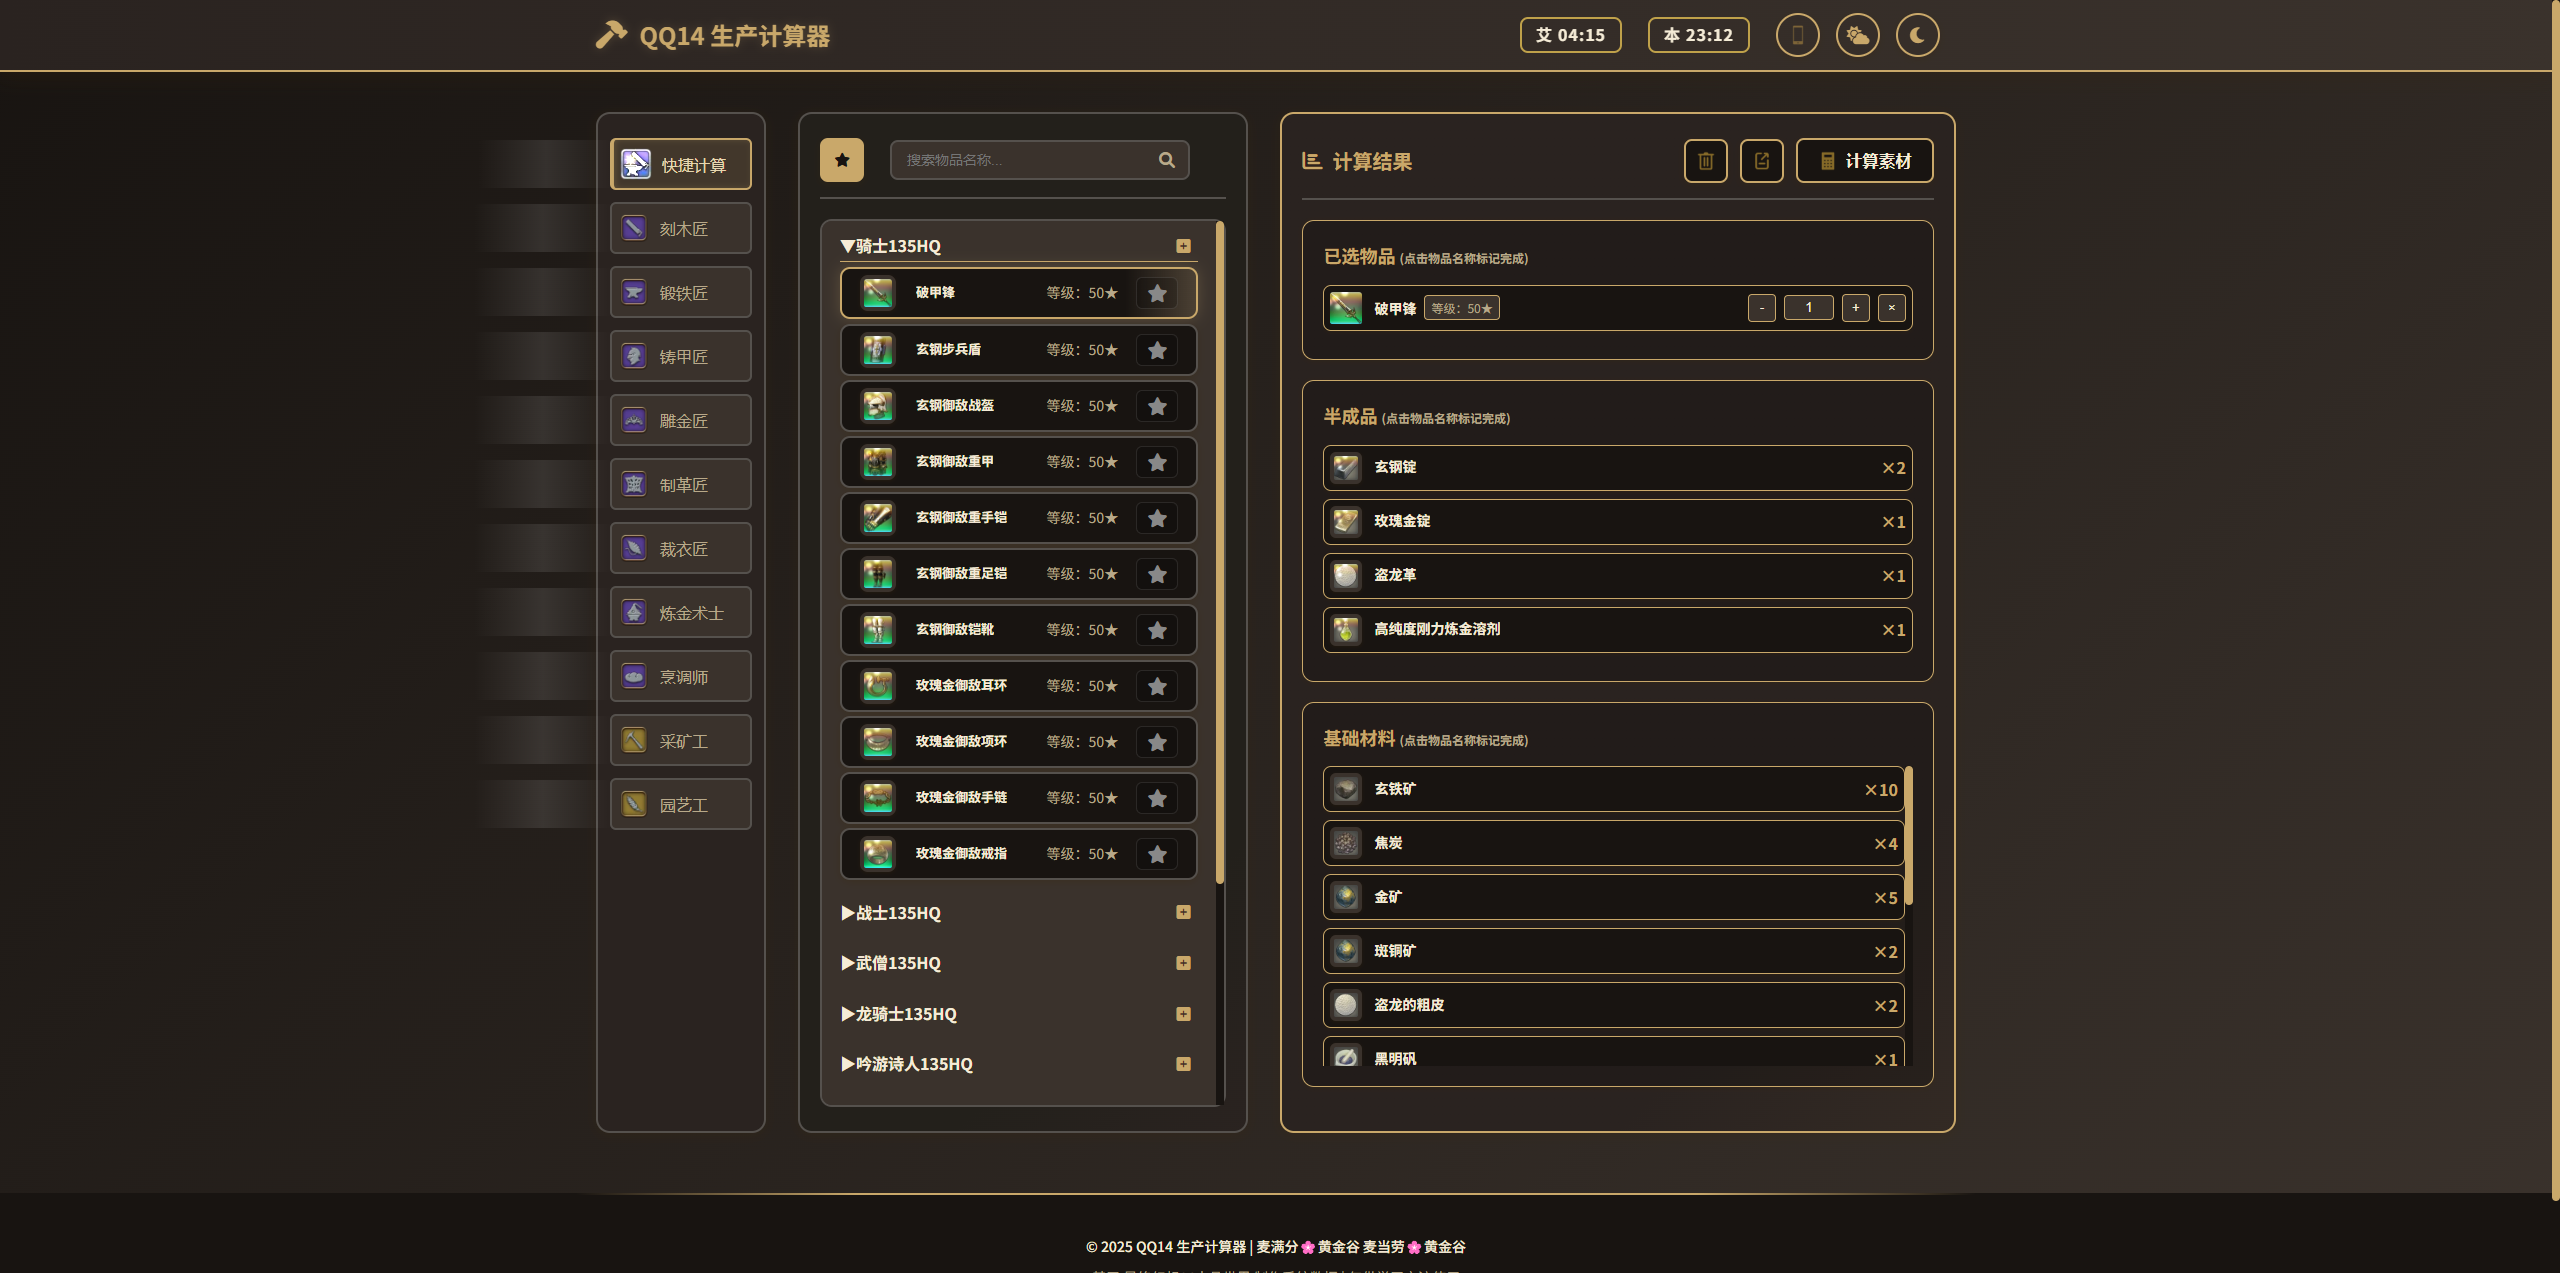 QQ14 生产计算器
艾 04:15
本 23:12
快捷计算
刻木匠
锻铁匠
铸甲匠
雕金匠
制革匠
裁衣匠
炼金术士
烹调师
采矿工
园艺工
搜索物品名称...
▼骑士135HQ
破甲锋 等级：50★
玄钢步兵盾 等级：50★
玄钢御敌战盔 等级：50★
玄钢御敌重甲 等级：50★
玄钢御敌重手铠 等级：50★
玄钢御敌重足铠 等级：50★
玄钢御敌铠靴 等级：50★
玫瑰金御敌耳环 等级：50★
玫瑰金御敌项环 等级：50★
玫瑰金御敌手链 等级：50★
玫瑰金御敌戒指 等级：50★
▶战士135HQ
▶武僧135HQ
▶龙骑士135HQ
▶吟游诗人135HQ
计算结果
计算素材
已选物品 (点击物品名称标记完成)
破甲锋 等级：50★ - 1 + ×
半成品 (点击物品名称标记完成)
玄钢锭 ×2
玫瑰金锭 ×1
盗龙革 ×1
高纯度刚力炼金溶剂 ×1
基础材料 (点击物品名称标记完成)
玄铁矿 ×10
焦炭 ×4
金矿 ×5
斑铜矿 ×2
盗龙的粗皮 ×2
黑明矾 ×1
© 2025 QQ14 生产计算器 | 麦满分🌸黄金谷 麦当劳🌸黄金谷